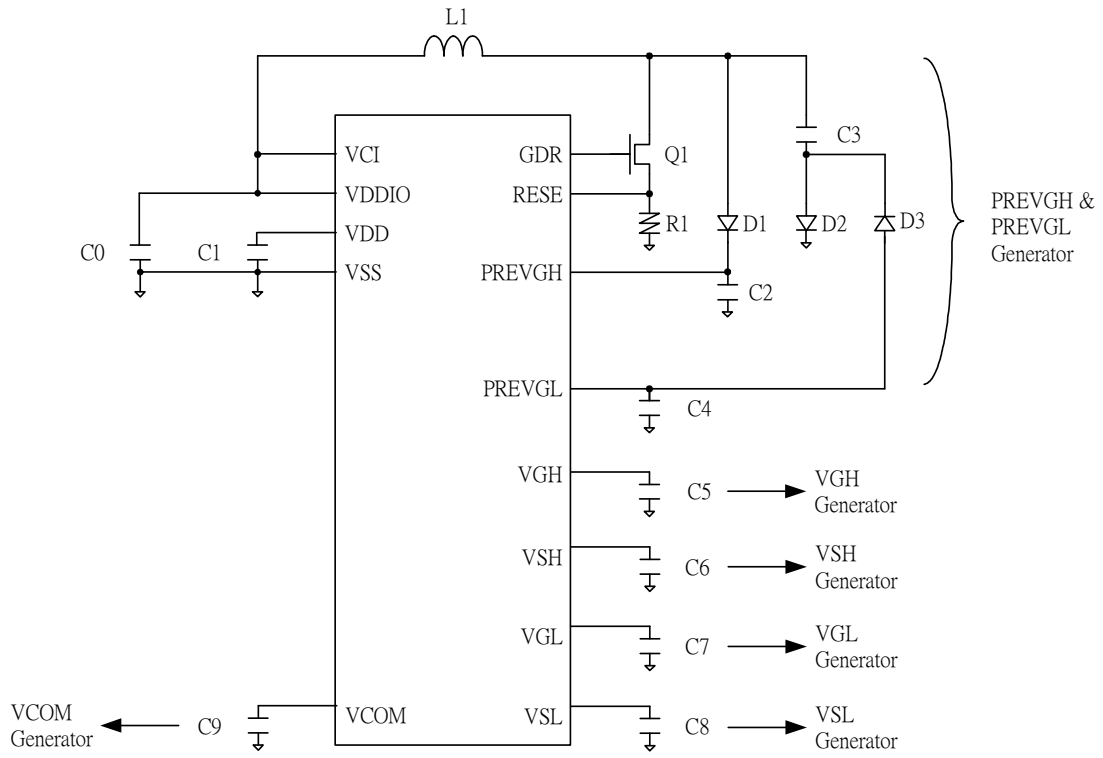 L1
VCI
VDDIO
VDD
VSS
C0
C1
GDR
RESE
PREVGH
PREVGL
Q1
R1
D1
D2
D3
C3
C2
C4
PREVGH &
PREVGL
Generator
VGH
C5
VGH
Generator
VSH
C6
VSH
Generator
VGL
C7
VGL
Generator
VSL
C8
VSL
Generator
VCOM
Generator
C9
VCOM